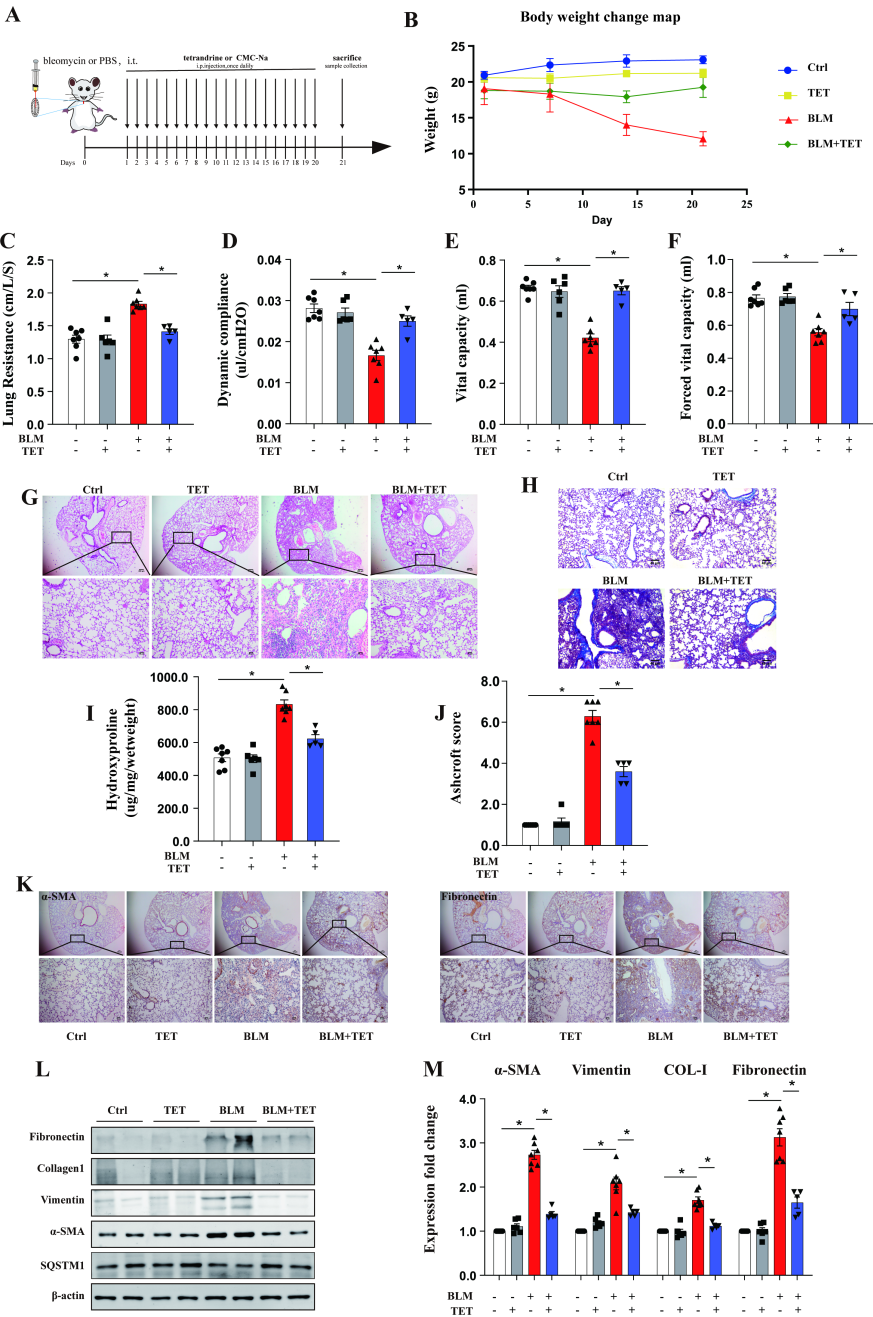 A
bleomycin or PBS, i.t.
tetrandrine or CMC-Na
i.p.injection,once dalily
sacrifice
sample collection
Days 0 1 2 3 4 5 6 7 8 9 10 11 12 13 14 15 16 17 18 19 20 21
B
Body weight change map
Weight (g)
25
20
15
10
5
0 5 10 15 20 25
Day
Ctrl
TET
BLM
BLM+TET
C
Lung Resistance (cm/L/S)
2.5
2.0
1.5
1.0
0.5
0.0
* *
BLM - - + +
TET - + - +
D
Dynamic compliance
(ul/cmH2O)
0.04
0.03
0.02
0.01
0.00
* *
- - + +
- + - +
E
Vital capacity (ml)
0.8
0.6
0.4
0.2
0.0
* *
- - + +
- + - +
F
Forced vital capacity (ml)
1.0
0.8
0.6
0.4
0.2
0.0
* *
BLM - - + +
TET - + - +
G
Ctrl TET BLM BLM+TET
H
Ctrl TET
BLM BLM+TET
I
Hydroxyproline
(ug/mg/wetweight)
1000.0
800.0
600.0
400.0
200.0
0.0
* *
BLM - - + +
TET - + - +
J
Ashcroft score
8.0
6.0
4.0
2.0
0.0
* *
BLM - - + +
TET - + - +
K
α-SMA
Ctrl TET BLM BLM+TET
Fibronectin
Ctrl TET BLM BLM+TET
L
Ctrl TET BLM BLM+TET
Fibronectin
Collagen1
Vimentin
α-SMA
SQSTM1
β-actin
M
α-SMA Vimentin COL-I Fibronectin
Expression fold change
4.0
3.0
2.0
1.0
0.0
* * * * * * * *
BLM - - + + - - + + - - + + - - + +
TET - + - + - + - + - + - + - + - +